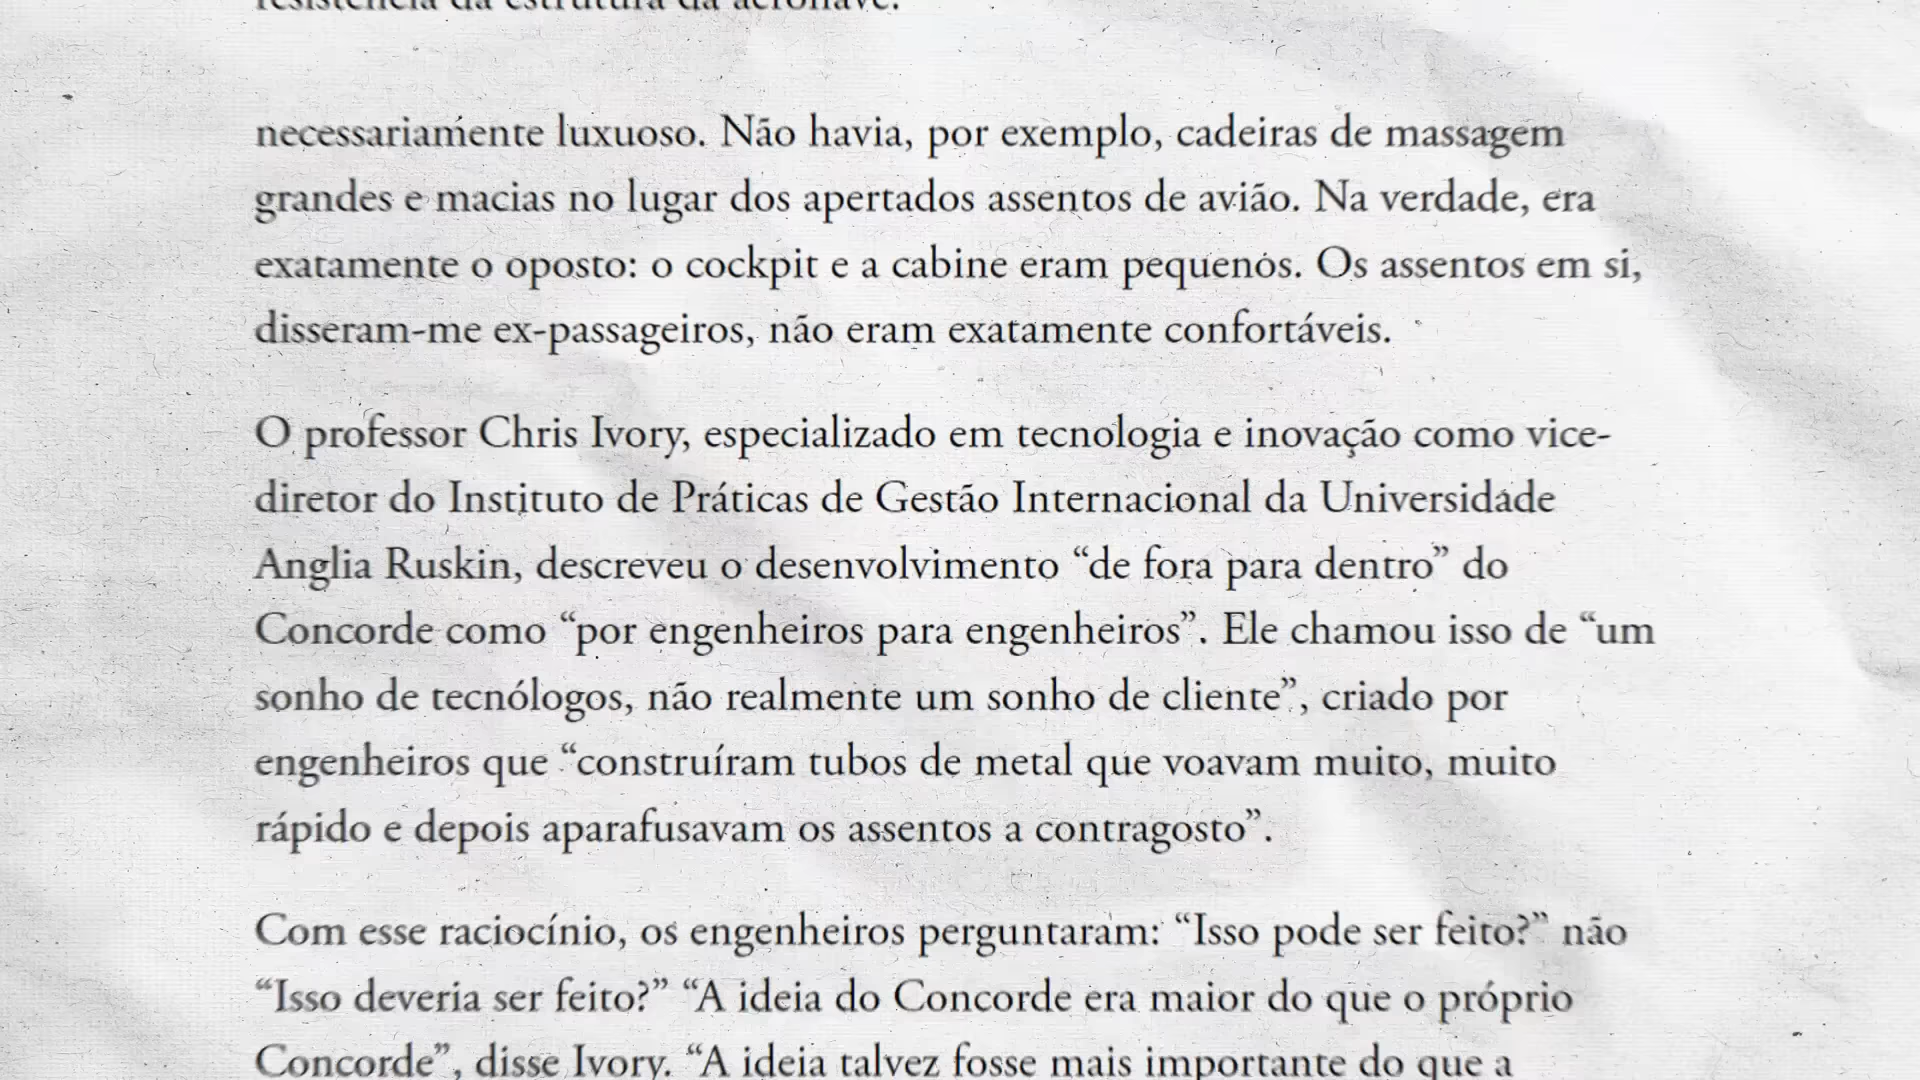 resistência da estrutura da aeronave.
necessariamente luxuoso. Não havia, por exemplo, cadeiras de massagem
grandes e macias no lugar dos apertados assentos de avião. Na verdade, era
exatamente o oposto: o cockpit e a cabine eram pequenos. Os assentos em si,
disseram-me ex-passageiros, não eram exatamente confortáveis.
O professor Chris Ivory, especializado em tecnologia e inovação como vice-
diretor do Instituto de Práticas de Gestão Internacional da Universidade
Anglia Ruskin, descreveu o desenvolvimento “de fora para dentro” do
Concorde como “por engenheiros para engenheiros”. Ele chamou isso de “um
sonho de tecnólogos, não realmente um sonho de cliente”, criado por
engenheiros que “construíram tubos de metal que voavam muito, muito
rápido e depois aparafusavam os assentos a contragosto”.
Com esse raciocínio, os engenheiros perguntaram: “Isso pode ser feito?” não
“Isso deveria ser feito?” “A ideia do Concorde era maior do que o próprio
Concorde”, disse Ivory. “A ideia talvez fosse mais importante do que a